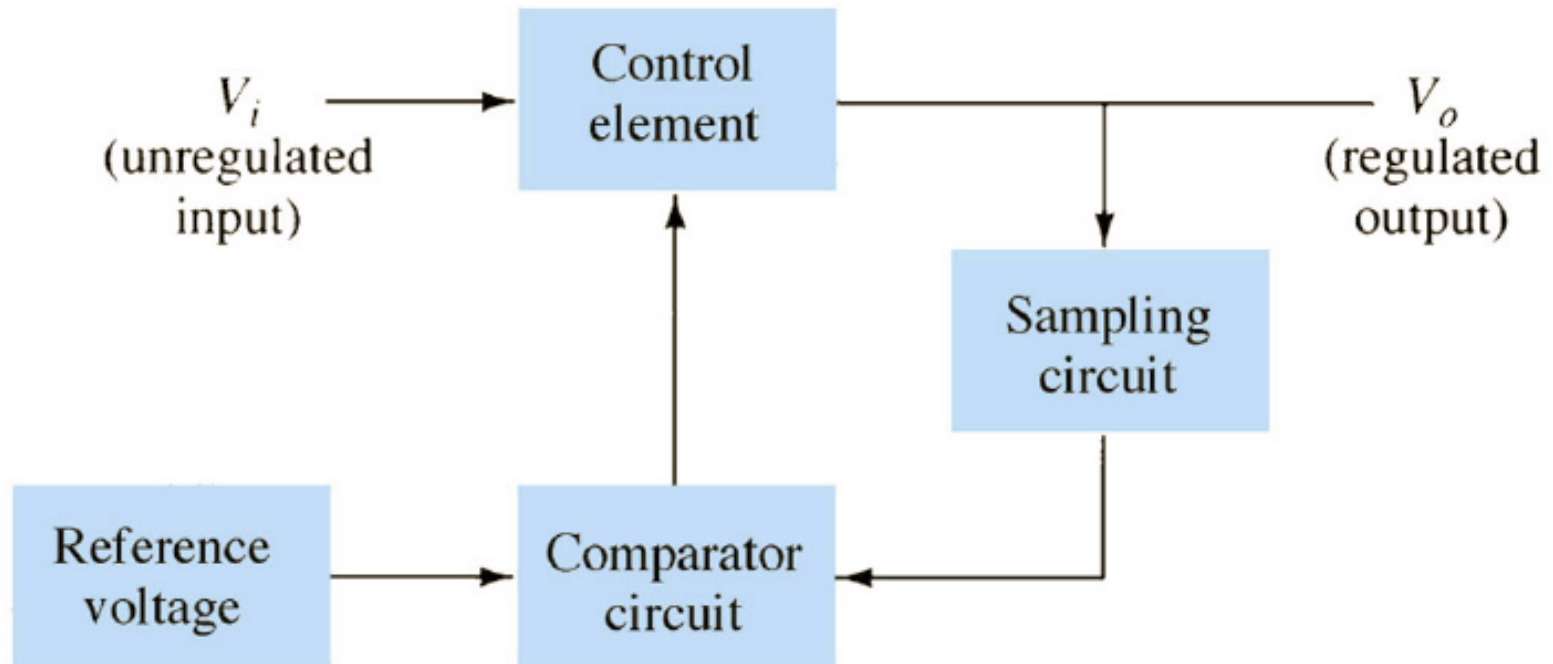 Control
element
V_i
(unregulated
input)
V_o
(regulated
output)
Sampling
circuit
Reference
voltage
Comparator
circuit